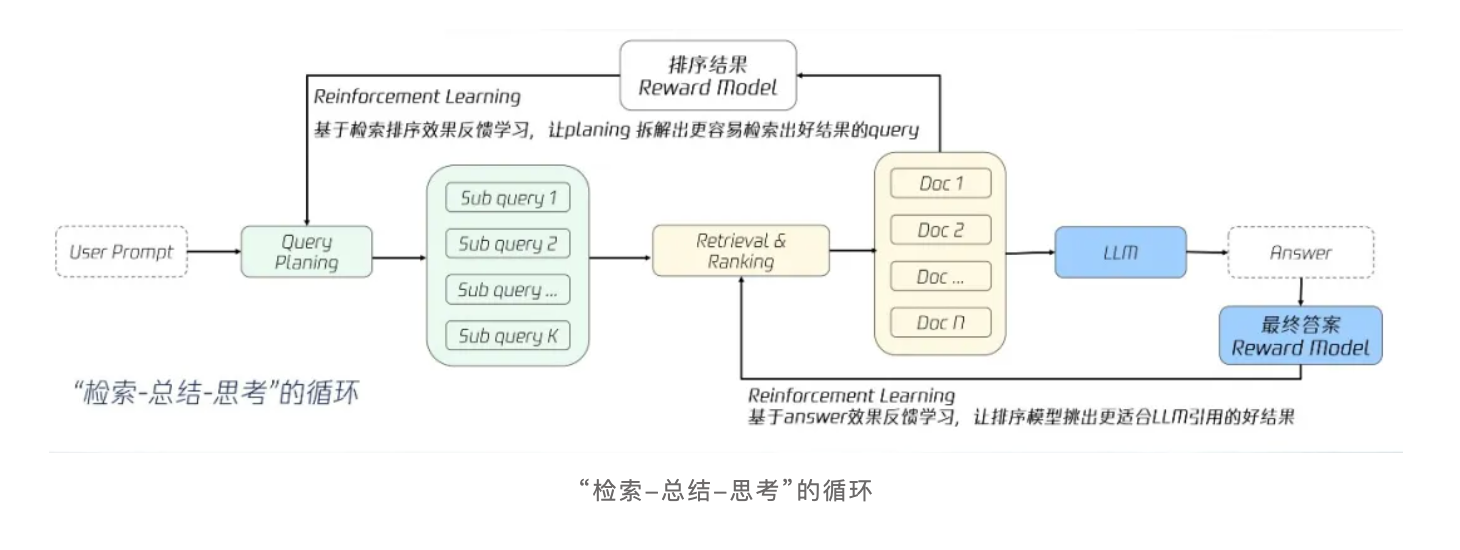 排序结果
Reward Model
Reinforcement Learning
基于检索排序效果反馈学习，让planing 拆解出更容易检索出好结果的query
User Prompt
Query
Planing
Sub query 1
Sub query 2
Sub query ...
Sub query K
Retrieval &
Ranking
Doc 1
Doc 2
Doc ...
Doc N
LLM
Answer
最终答案
Reward Model
Reinforcement Learning
基于answer效果反馈学习，让排序模型挑出更适合LLM引用的好结果
“检索-总结-思考”的循环
“检索–总结–思考”的循环